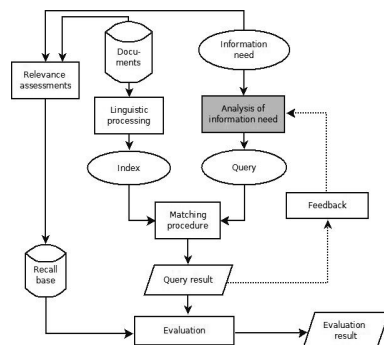 Docu-
ments
Information
need
Relevance
assessments
Linguistic
processing
Analysis of
information need
Index
Query
Matching
procedure
Feedback
Recall
base
Query result
Evaluation
Evaluation
result